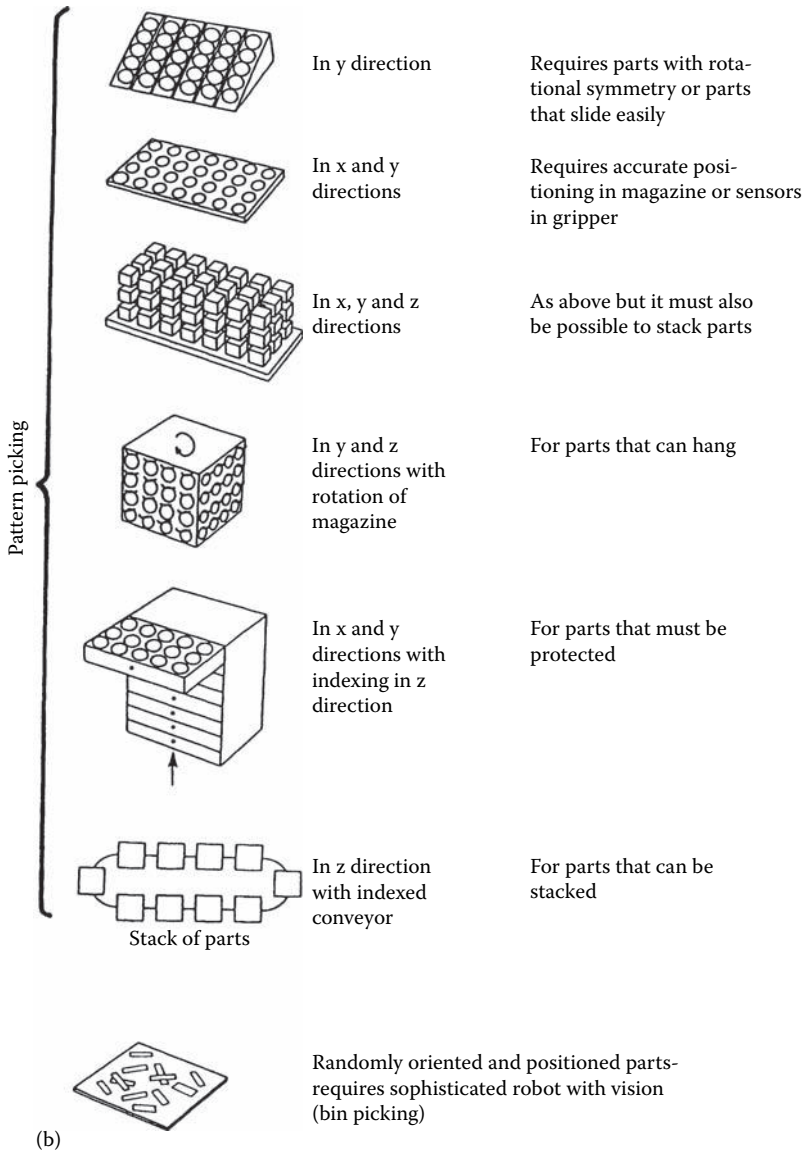 Pattern picking
In y direction
Requires parts with rota-
tional symmetry or parts
that slide easily
In x and y
directions
Requires accurate posi-
tioning in magazine or sensors
in gripper
In x, y and z
directions
As above but it must also
be possible to stack parts
In y and z
directions with
rotation of
magazine
For parts that can hang
In x and y
directions with
indexing in z
direction
For parts that must be
protected
In z direction
with indexed
conveyor
For parts that can be
stacked
Stack of parts
Randomly oriented and positioned parts-
requires sophisticated robot with vision
(bin picking)
(b)